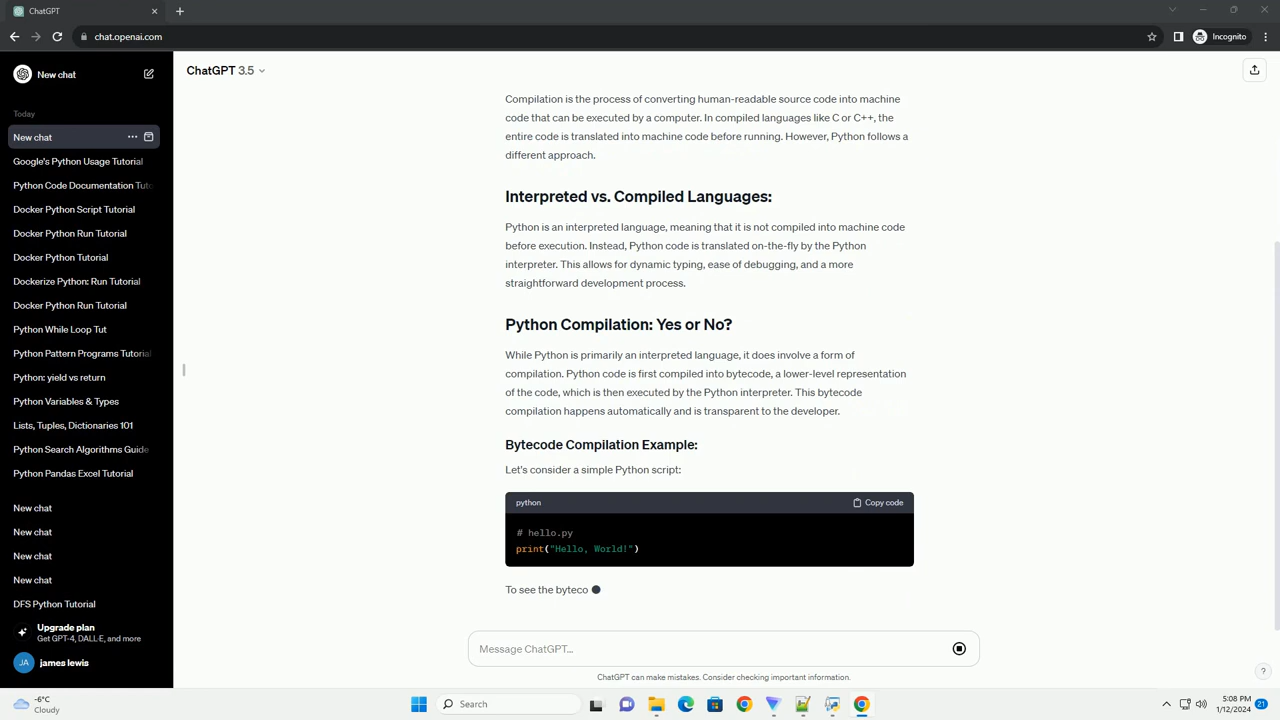 ChatGPT
chat.openai.com
Incognito
New chat
Today
New chat
Google's Python Usage Tutorial
Python Code Documentation Tuto
Docker Python Script Tutorial
Docker Python Run Tutorial
Docker Python Tutorial
Dockerize Python: Run Tutorial
Docker Python Run Tutorial
Python While Loop Tut
Python Pattern Programs Tutorial
Python: yield vs return
Python Variables & Types
Lists, Tuples, Dictionaries 101
Python Search Algorithms Guide
Python Pandas Excel Tutorial
New chat
New chat
New chat
New chat
DFS Python Tutorial
Upgrade plan
Get GPT-4, DALL·E, and more
JA james lewis
ChatGPT 3.5
Compilation is the process of converting human-readable source code into machine
code that can be executed by a computer. In compiled languages like C or C++, the
entire code is translated into machine code before running. However, Python follows a
different approach.
Interpreted vs. Compiled Languages:
Python is an interpreted language, meaning that it is not compiled into machine code
before execution. Instead, Python code is translated on-the-fly by the Python
interpreter. This allows for dynamic typing, ease of debugging, and a more
straightforward development process.
Python Compilation: Yes or No?
While Python is primarily an interpreted language, it does involve a form of
compilation. Python code is first compiled into bytecode, a lower-level representation
of the code, which is then executed by the Python interpreter. This bytecode
compilation happens automatically and is transparent to the developer.
Bytecode Compilation Example:
Let's consider a simple Python script:
python Copy code
# hello.py
print("Hello, World!")
To see the byteco
Message ChatGPT...
ChatGPT can make mistakes. Consider checking important information.
?
-6°C
Cloudy
Search
5:08 PM
1/12/2024
21